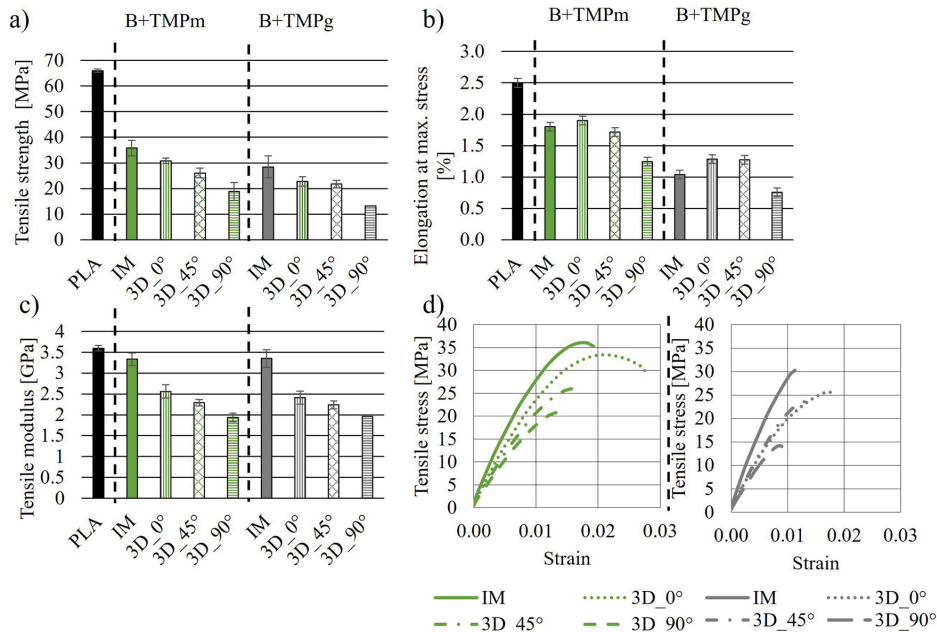 a)
B+TMPm
B+TMPg
Tensile strength [MPa]
70
60
50
40
30
20
10
0
PLA
IM
3D_0°
3D_45°
3D_90°
IM
3D_0°
3D_45°
3D_90°
b)
B+TMPm
B+TMPg
Elongation at max. stress
[%]
3.0
2.5
2.0
1.5
1.0
0.5
0.0
PLA
IM
3D_0°
3D_45°
3D_90°
IM
3D_0°
3D_45°
3D_90°
c)
Tensile modulus [GPa]
4
3.5
3
2.5
2
1.5
1
0.5
0
PLA
IM
3D_0°
3D_45°
3D_90°
IM
3D_0°
3D_45°
3D_90°
d)
Tensile stress [MPa]
40
35
30
25
20
15
10
5
0
0.00
0.01
0.02
0.03
Strain
Tensile stress [MPa]
40
35
30
25
20
15
10
5
0
0.00
0.01
0.02
0.03
Strain
IM
3D_0°
IM
3D_0°
3D_45°
3D_90°
3D_45°
3D_90°